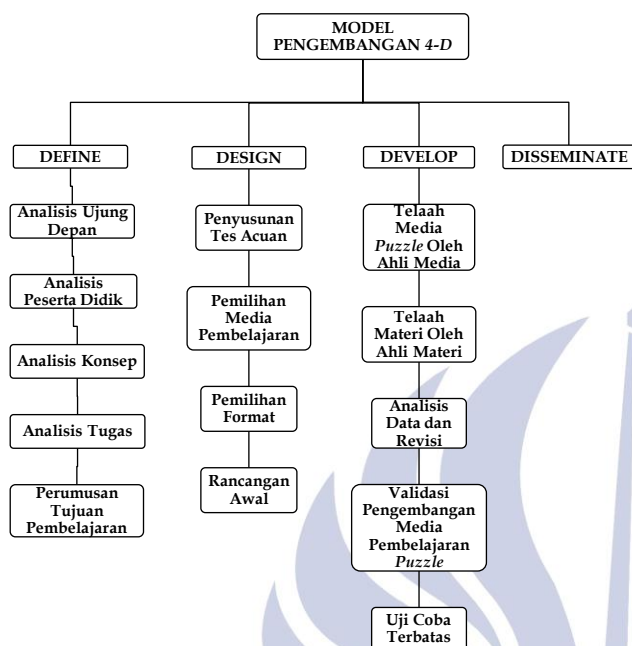 MODEL
PENGEMBANGAN 4-D
DEFINE
Analisis Ujung
Depan
Analisis
Peserta Didik
Analisis Konsep
Analisis Tugas
Perumusan
Tujuan
Pembelajaran
DESIGN
Penyusunan
Tes Acuan
Pemilihan
Media
Pembelajaran
Pemilihan
Format
Rancangan
Awal
DEVELOP
Telaah
Media
Puzzle Oleh
Ahli Media
Telaah
Materi Oleh
Ahli Materi
Analisis
Data dan
Revisi
Validasi
Pengembangan
Media
Pembelajaran
Puzzle
Uji Coba
Terbatas
DISSEMINATE